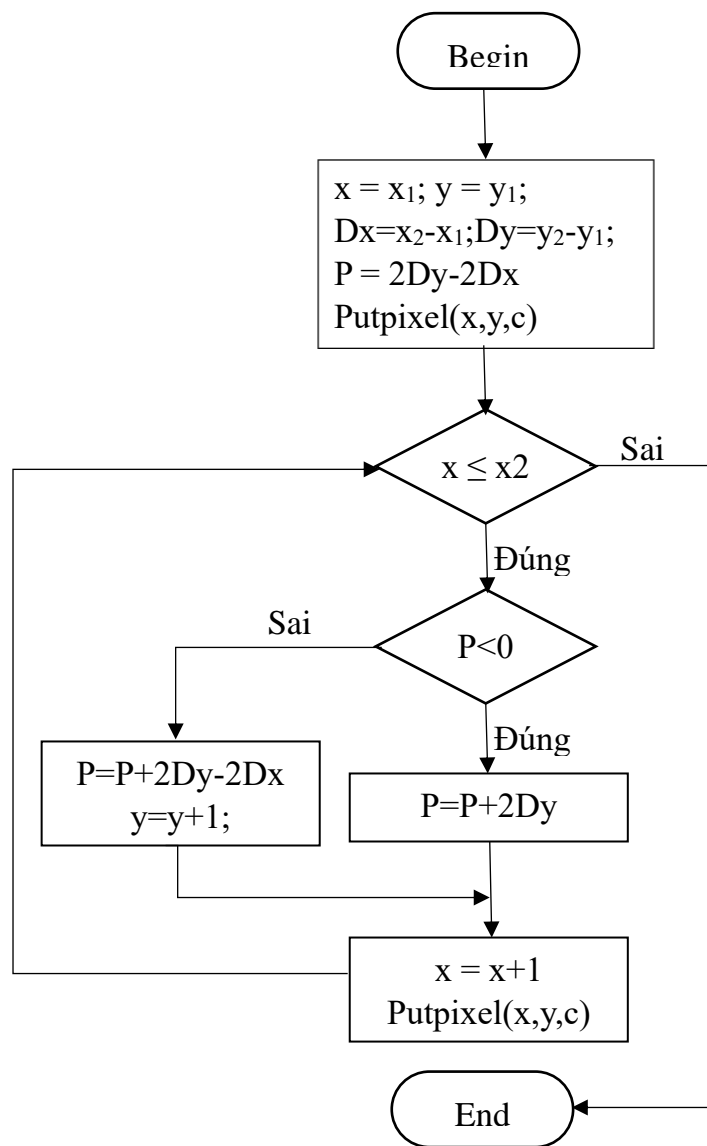 Begin
x = x₁; y = y₁;
Dx=x₂-x₁;Dy=y₂-y₁;
P = 2Dy-2Dx
Putpixel(x,y,c)
x ≤ x2
Sai
Đúng
P<0
Sai
Đúng
P=P+2Dy-2Dx
y=y+1;
P=P+2Dy
x = x+1
Putpixel(x,y,c)
End